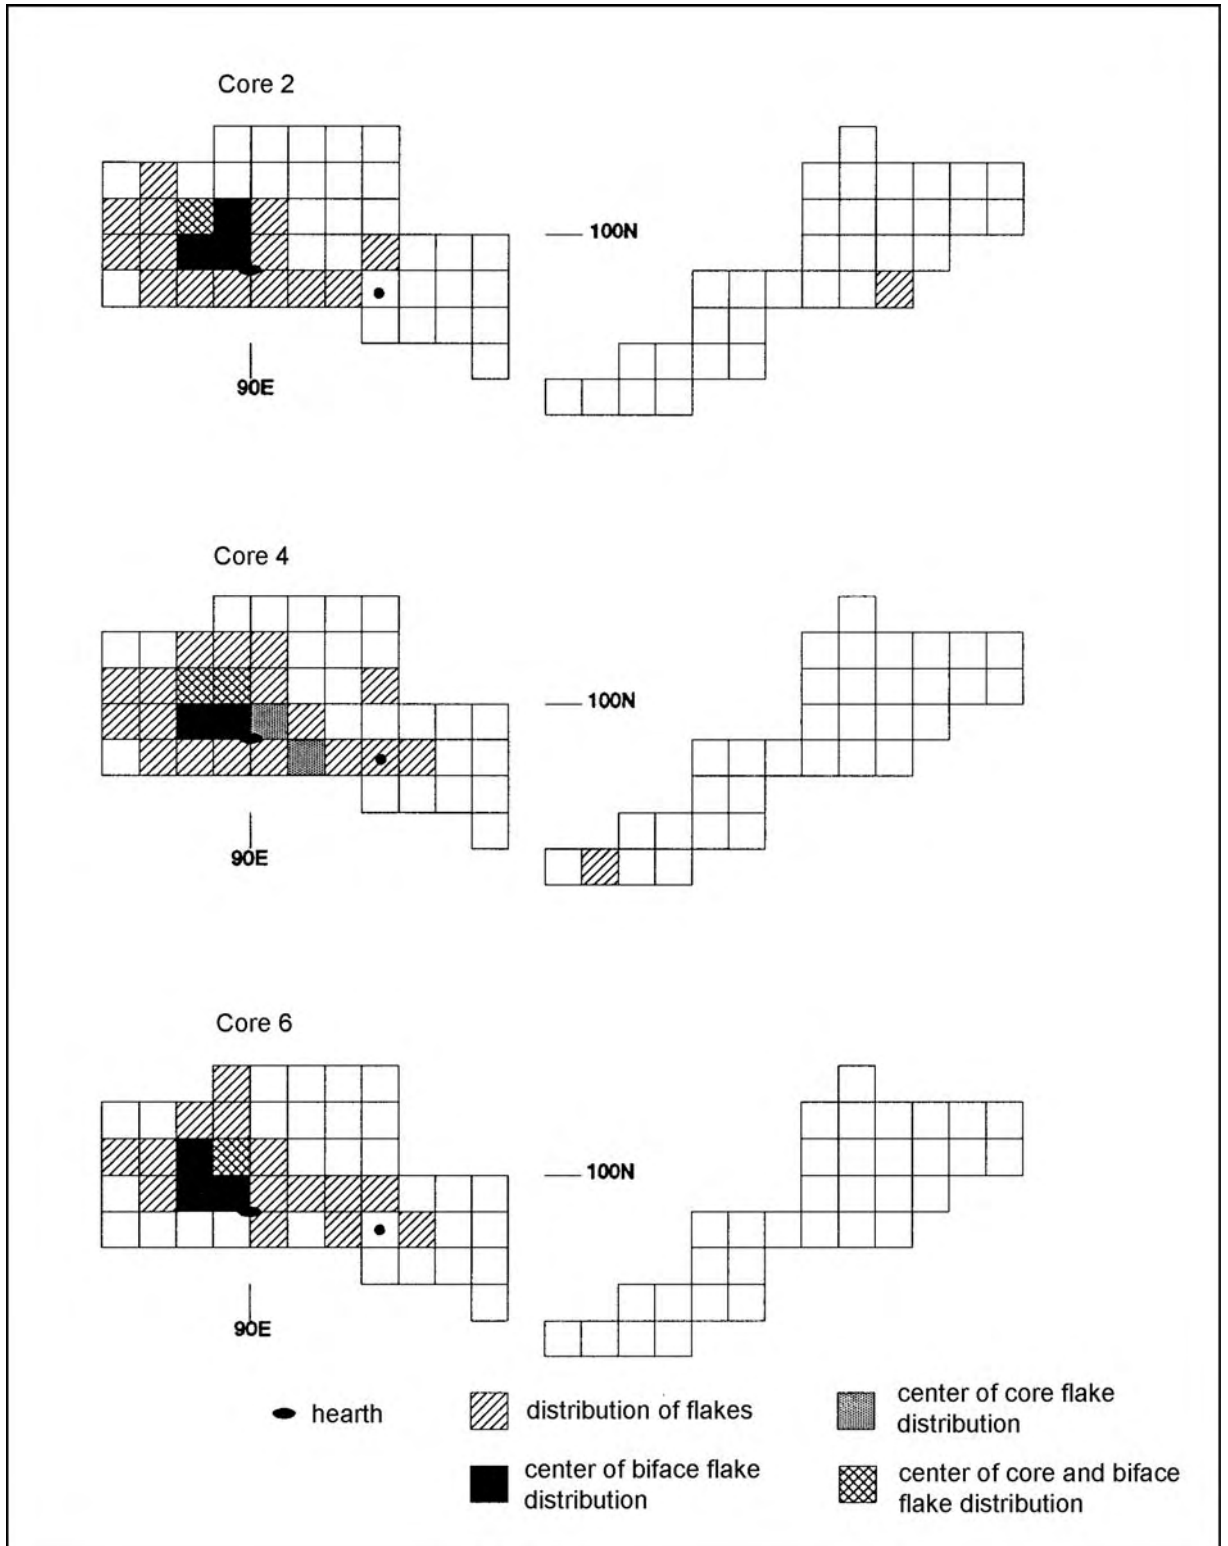 Core 2
100N
90E
Core 4
100N
90E
Core 6
100N
90E
hearth
distribution of flakes
center of core flake
distribution
center of biface flake
distribution
center of core and biface
flake distribution